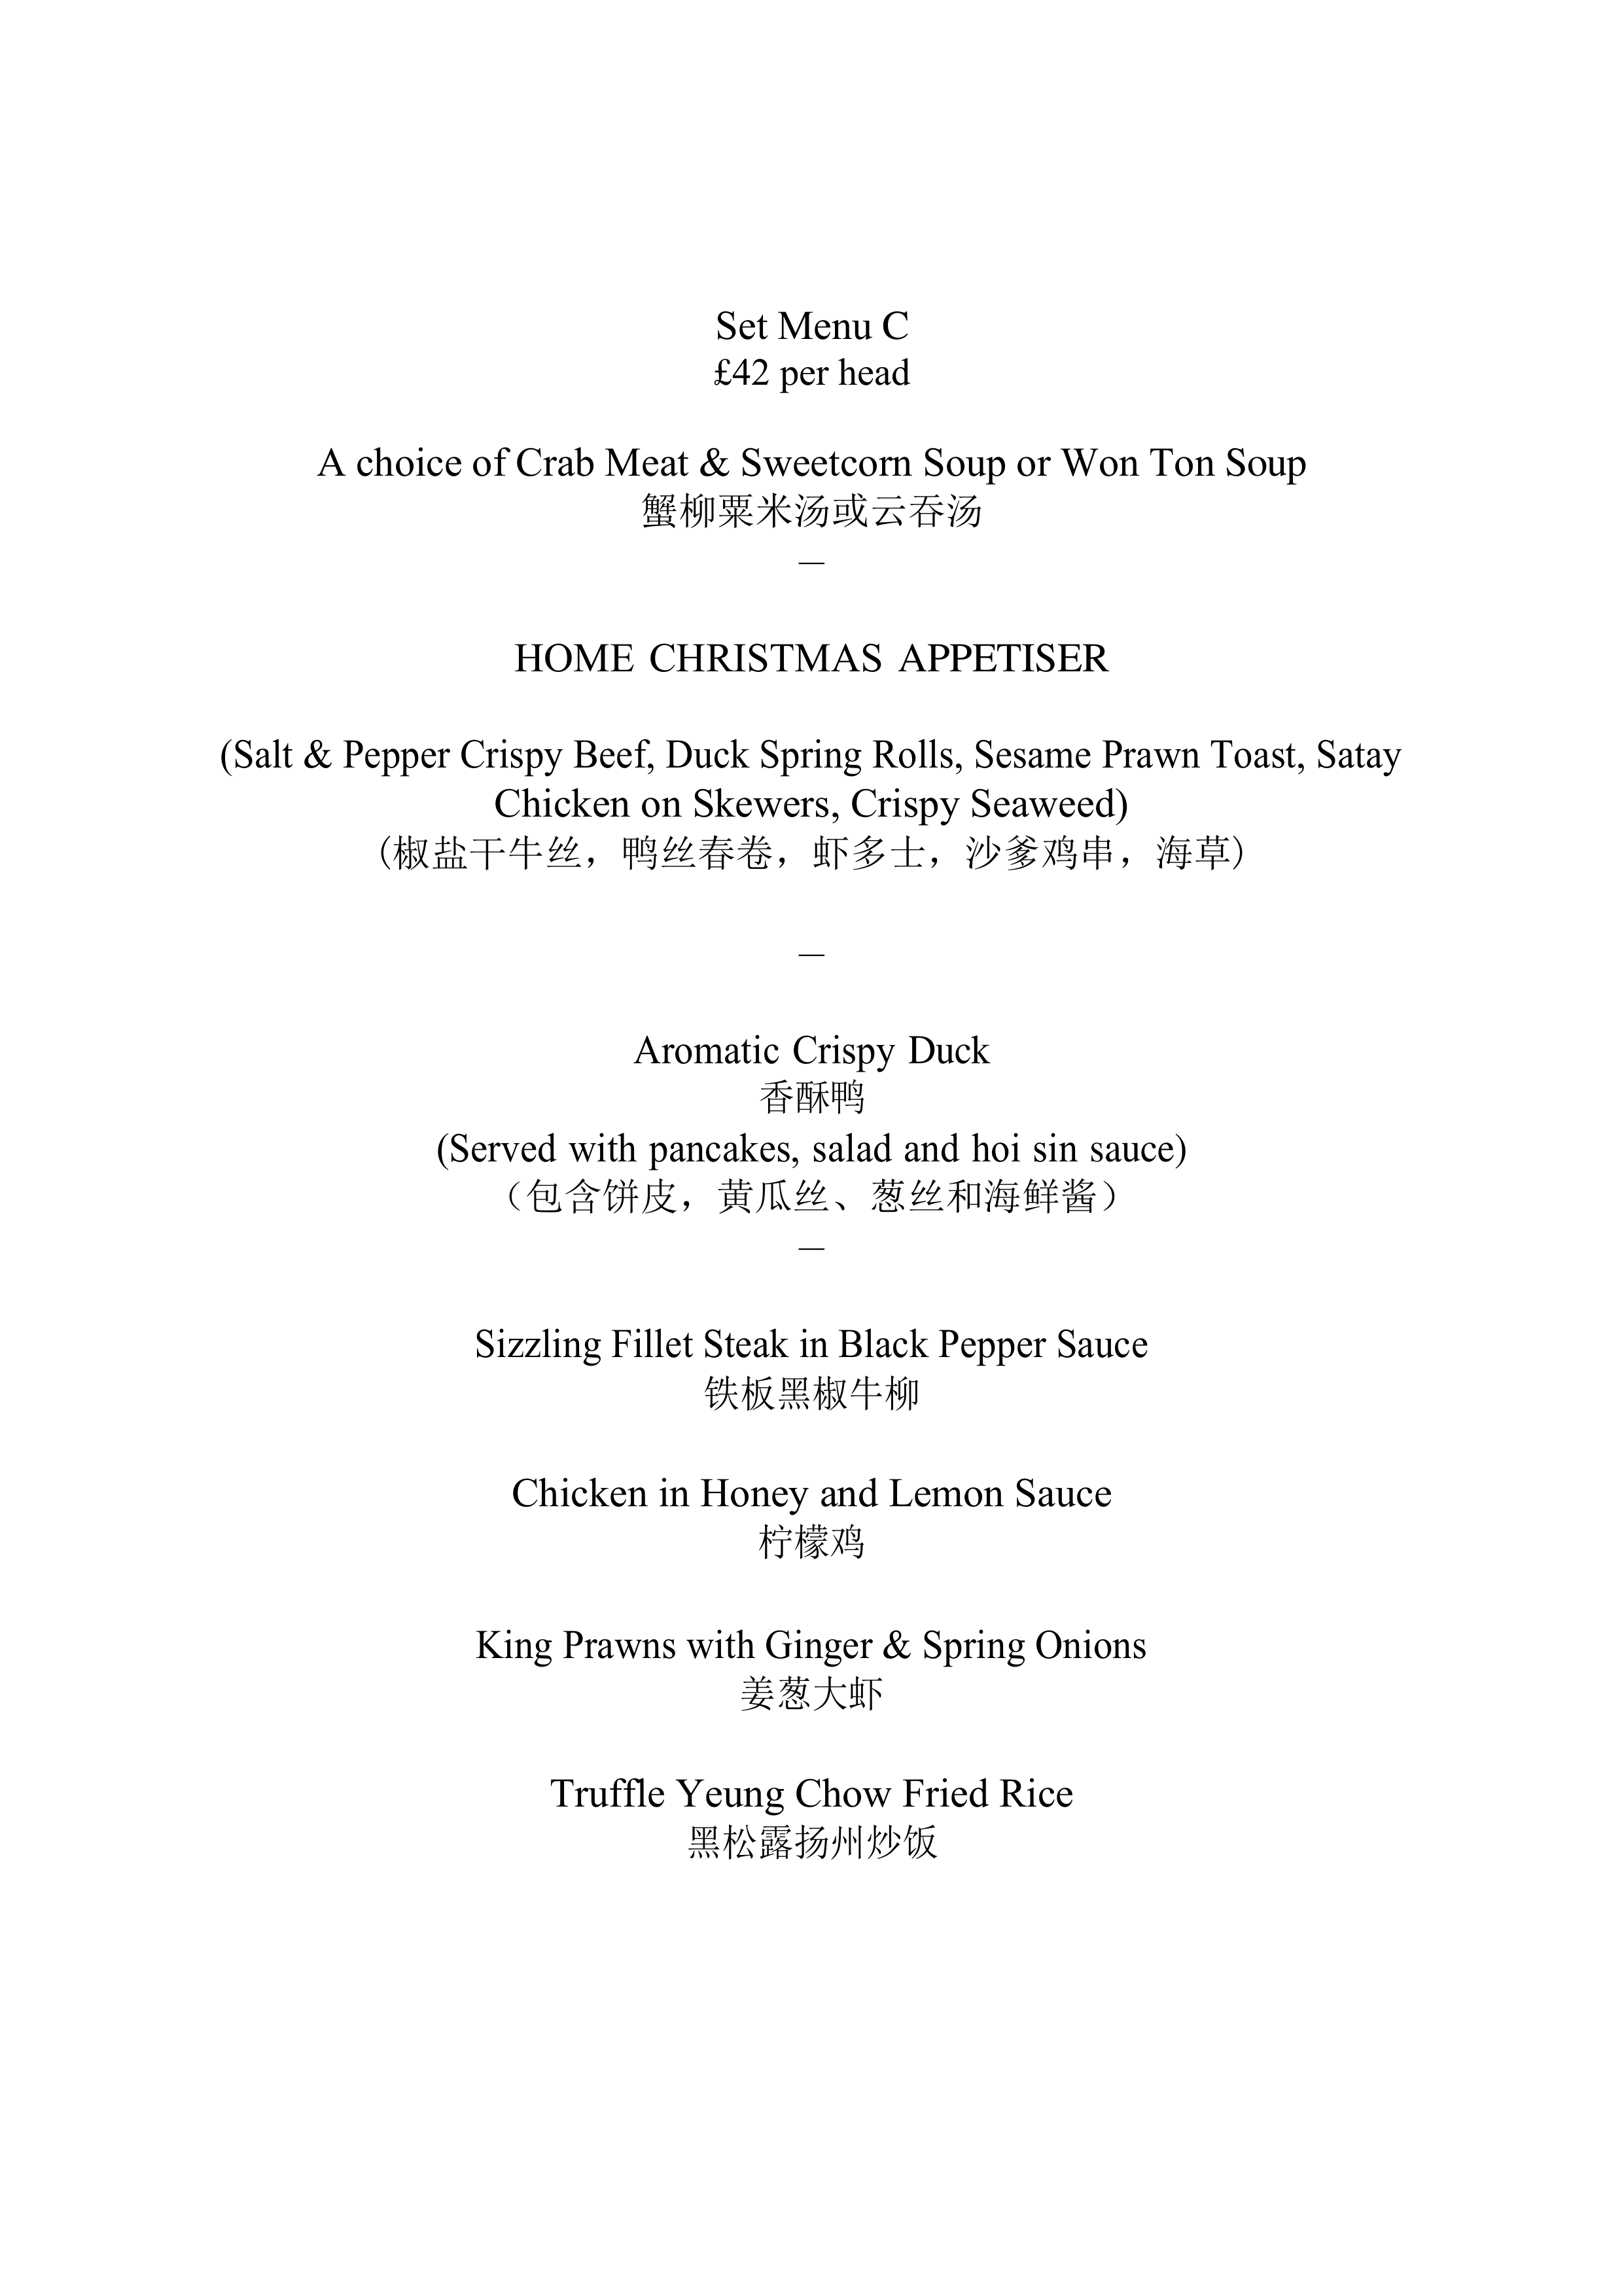 Set Menu C
£42 per head
A choice of Crab Meat & Sweetcorn Soup or Won Ton Soup
蟹柳粟米汤或云吞汤
—
HOME CHRISTMAS APPETISER
(Salt & Pepper Crispy Beef, Duck Spring Rolls, Sesame Prawn Toast, Satay
Chicken on Skewers, Crispy Seaweed)
(椒盐干牛丝，鸭丝春卷，虾多士，沙爹鸡串，海草)
—
Aromatic Crispy Duck
香酥鸭
(Served with pancakes, salad and hoi sin sauce)
（包含饼皮，黄瓜丝、葱丝和海鲜酱）
—
Sizzling Fillet Steak in Black Pepper Sauce
铁板黑椒牛柳
Chicken in Honey and Lemon Sauce
柠檬鸡
King Prawns with Ginger & Spring Onions
姜葱大虾
Truffle Yeung Chow Fried Rice
黑松露扬州炒饭